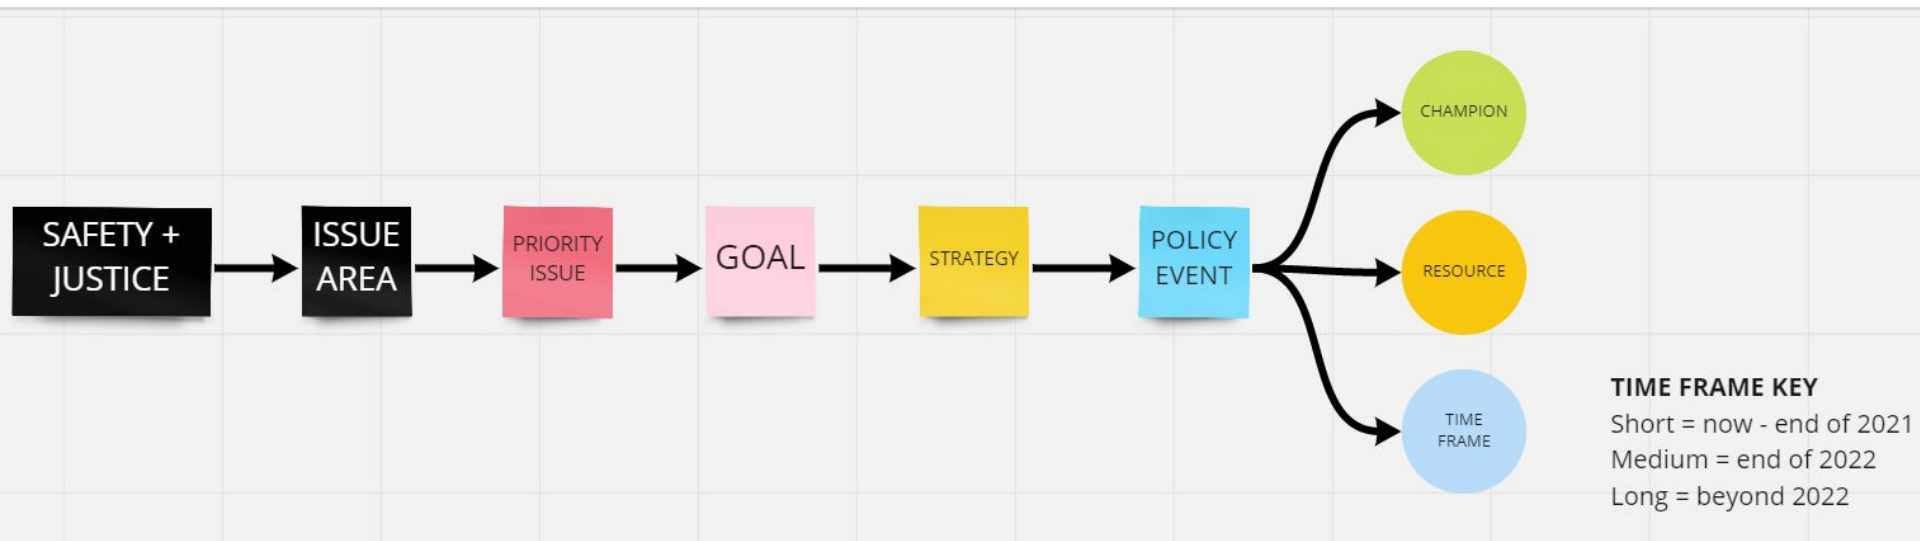 SAFETY +
JUSTICE
ISSUE
AREA
PRIORITY
ISSUE
GOAL
STRATEGY
POLICY
EVENT
CHAMPION
RESOURCE
TIME
FRAME
TIME FRAME KEY
Short = now - end of 2021
Medium = end of 2022
Long = beyond 2022